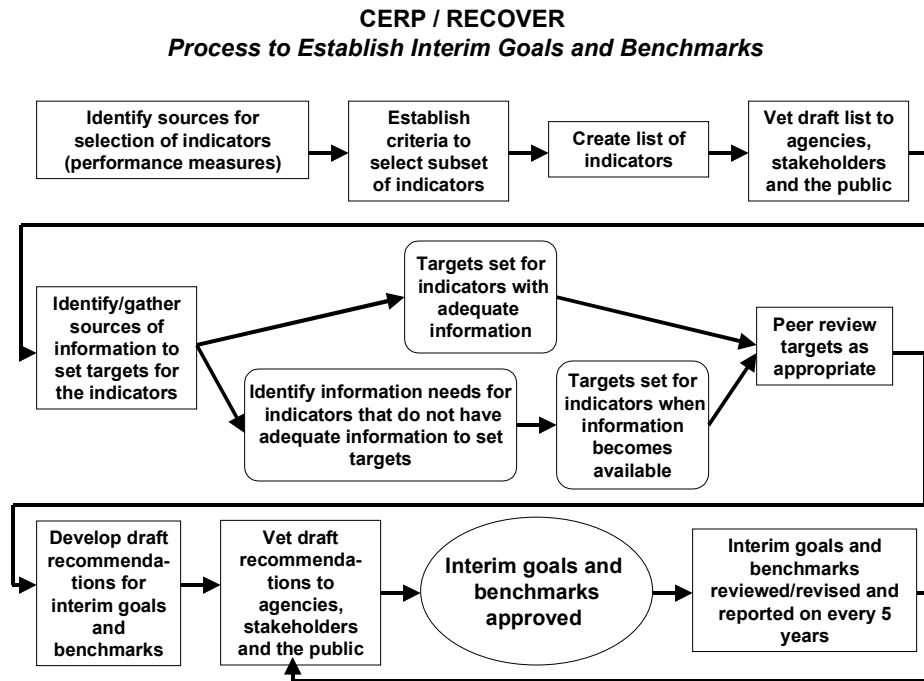 CERP / RECOVER
Process to Establish Interim Goals and Benchmarks
Identify sources for
selection of indicators
(performance measures)
Establish
criteria to
select subset
of indicators
Create list of
indicators
Vet draft list to
agencies,
stakeholders
and the public
Identify/gather
sources of
information to
set targets for
the indicators
Targets set for
indicators with
adequate
information
Identify information needs for
indicators that do not have
adequate information to set
targets
Targets set for
indicators when
information
becomes
available
Peer review
targets as
appropriate
Develop draft
recommenda-
tions for
interim goals
and
benchmarks
Vet draft
recommenda-
tions to
agencies,
stakeholders
and the public
Interim goals and
benchmarks
approved
Interim goals and
benchmarks
reviewed/revised and
reported on every 5
years